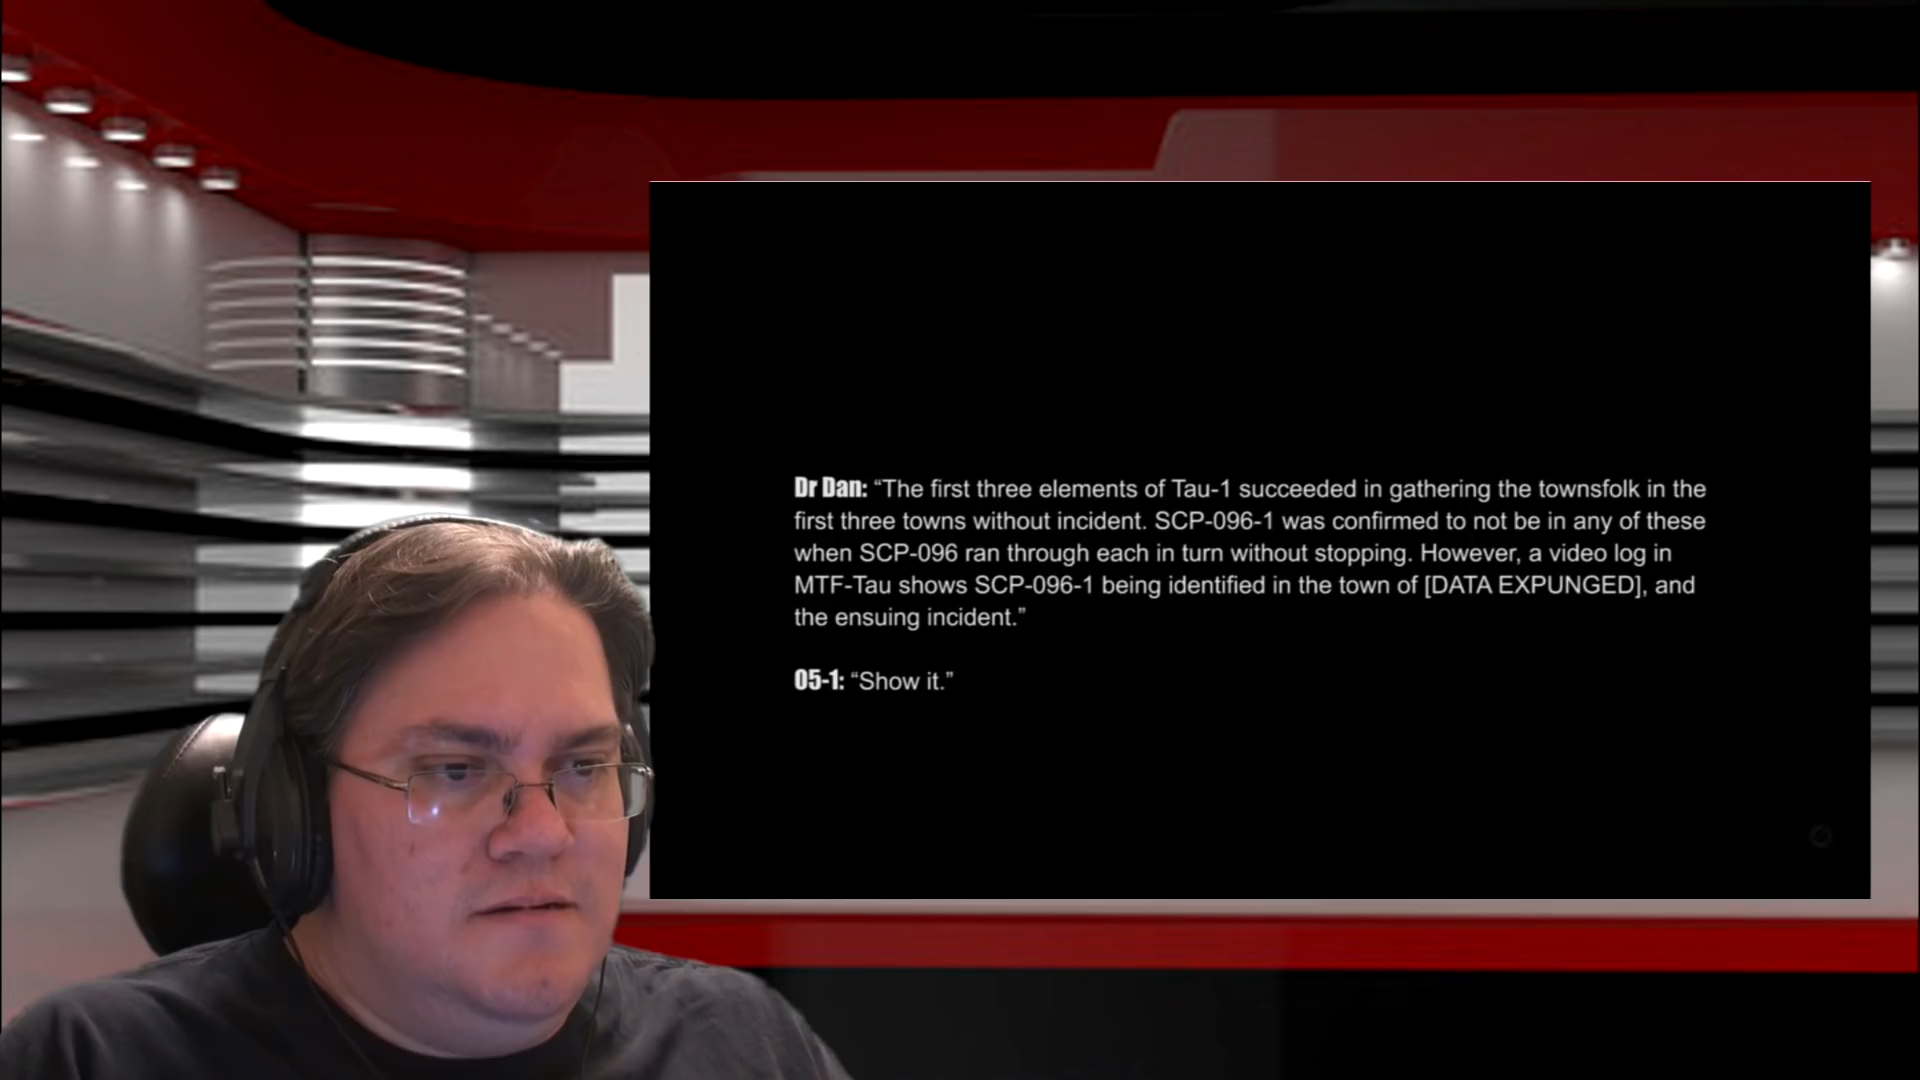 Dr Dan: “The first three elements of Tau-1 succeeded in gathering the townsfolk in the
first three towns without incident. SCP-096-1 was confirmed to not be in any of these
when SCP-096 ran through each in turn without stopping. However, a video log in
MTF-Tau shows SCP-096-1 being identified in the town of [DATA EXPUNGED], and
the ensuing incident.”
05-1: “Show it.”